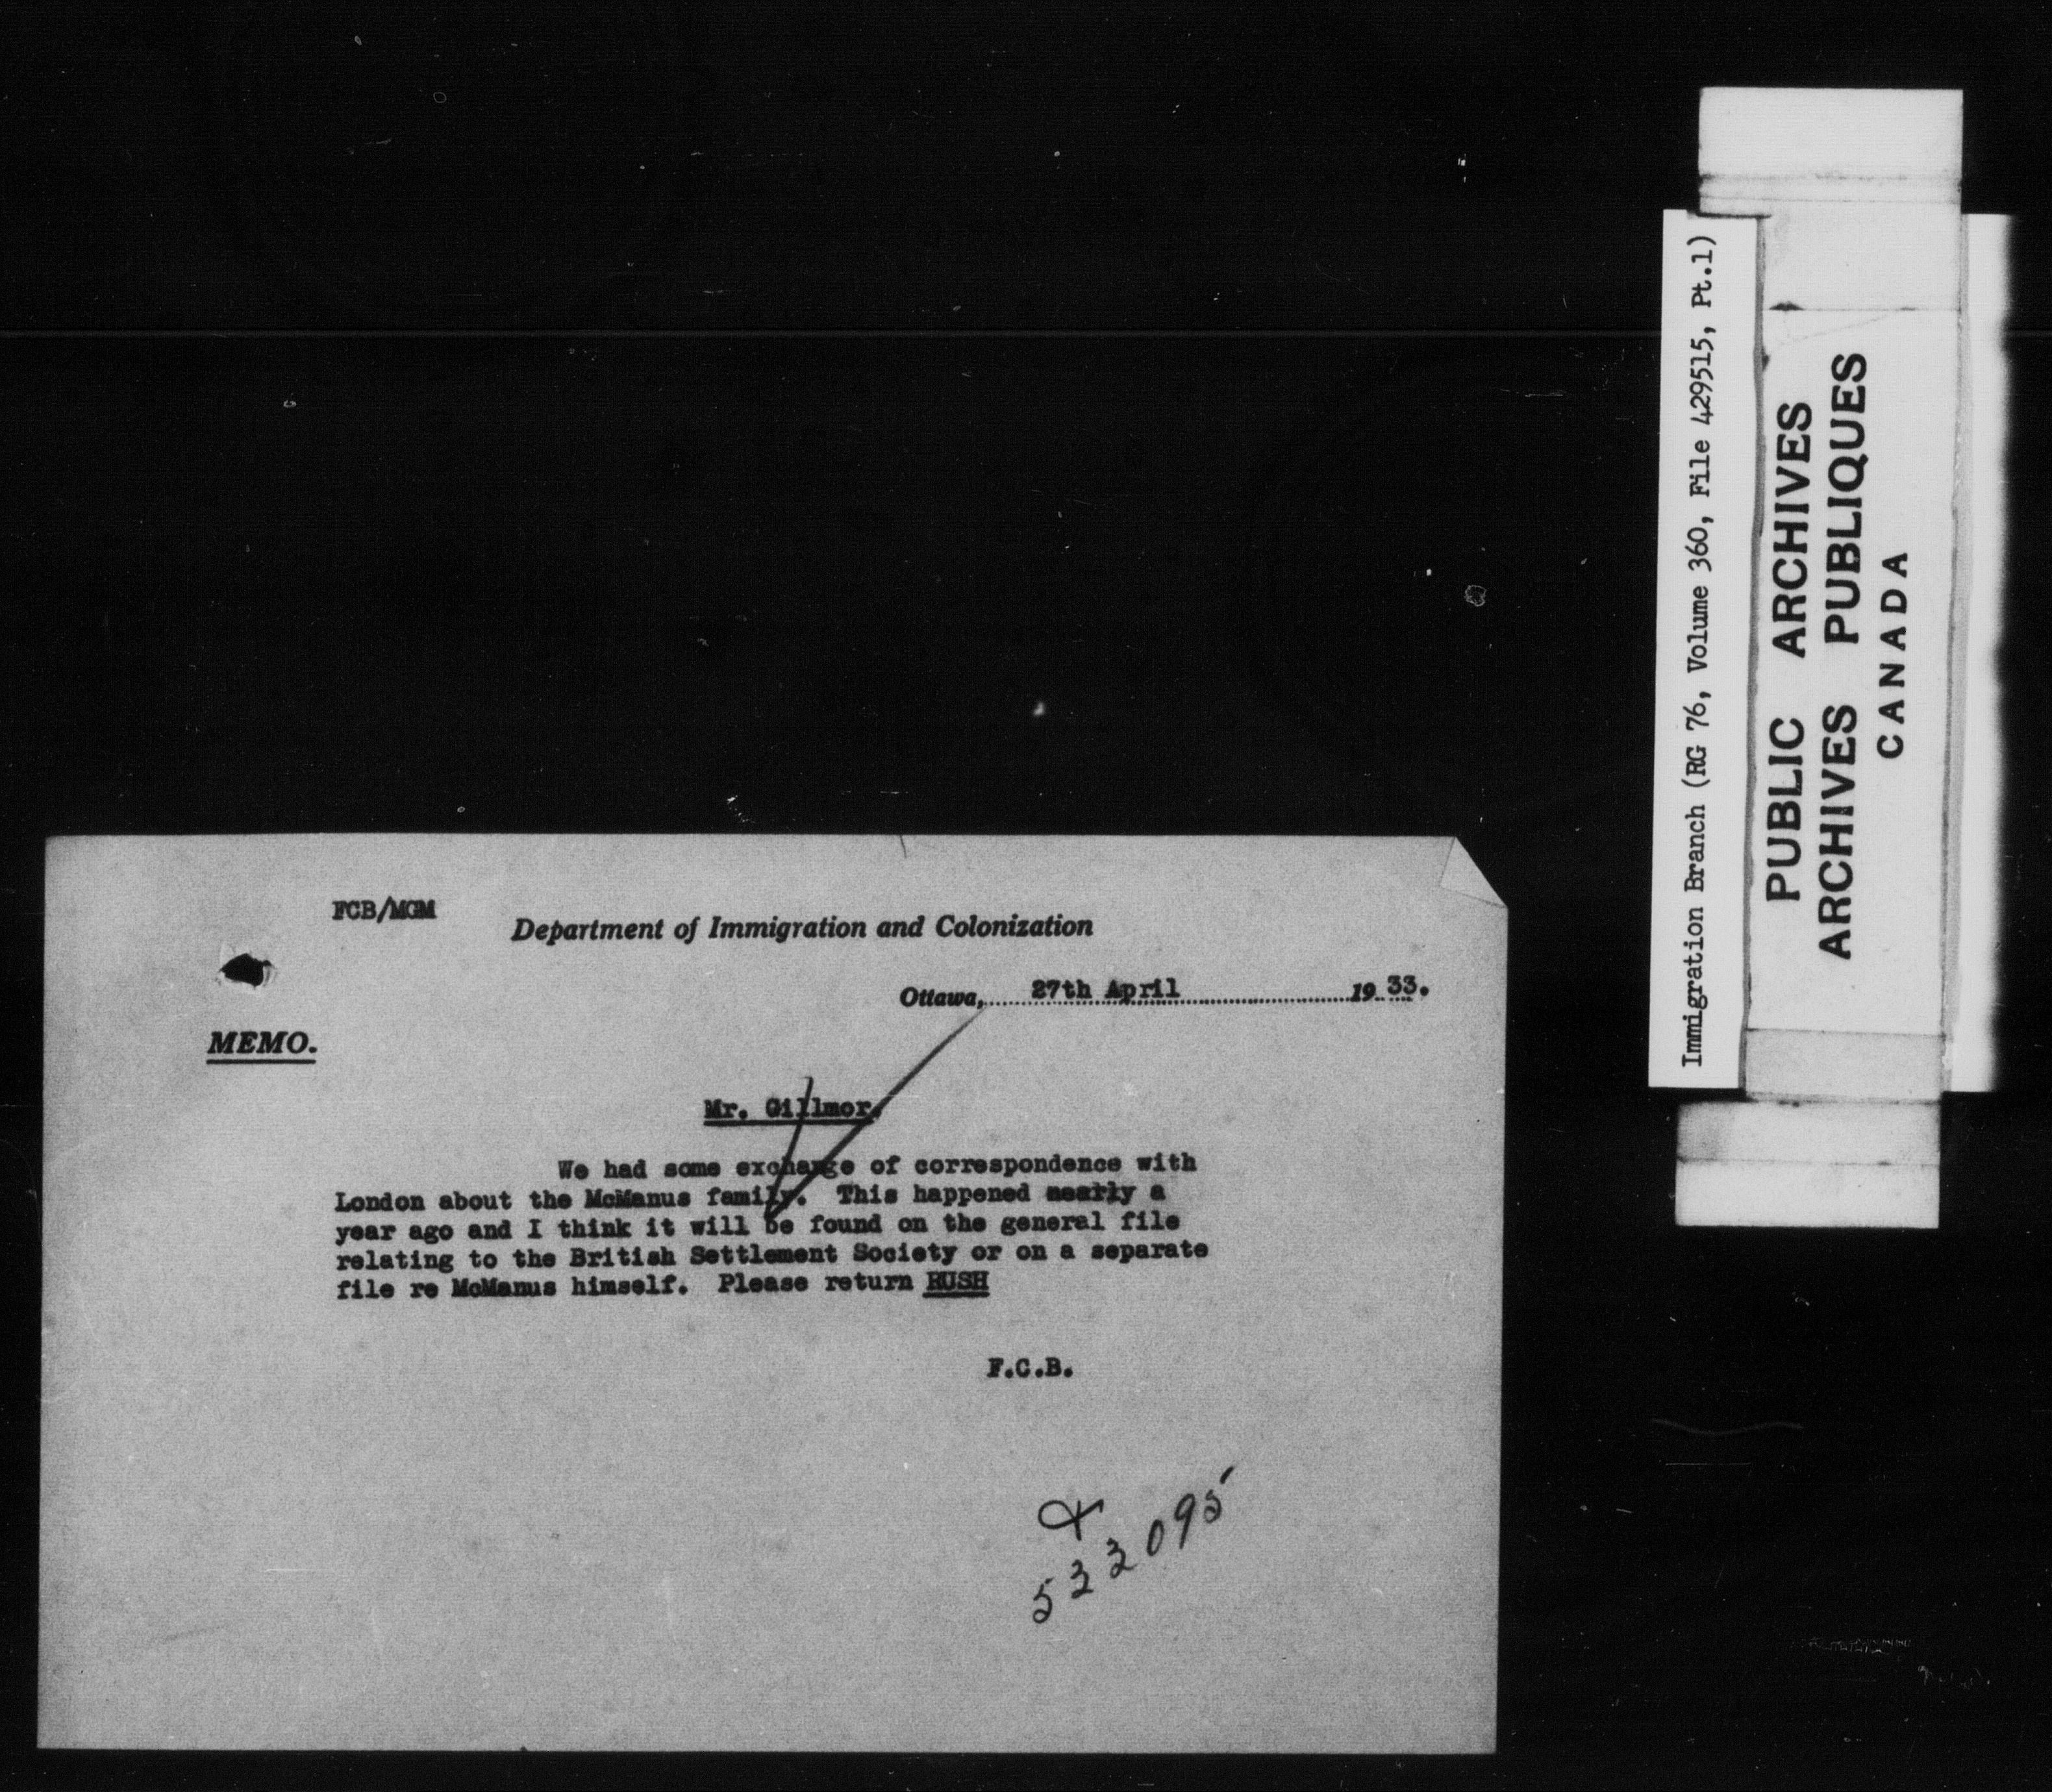 FCB/MGM
Department of Immigration and Colonization
Ottawa, 27th April 1933.
MEMO.
Mr. Gillmor.
We had some exchange of correspondence with
London about the McManus family. This happened nearly a
year ago and I think it will be found on the general file
relating to the British Settlement Society or on a separate
file re McManus himself. Please return RUSH
F.C.B.
533095
Immigration Branch (RG 76, Volume 360, File 429515, Pt.1)
PUBLIC ARCHIVES
ARCHIVES PUBLIQUES
CANADA